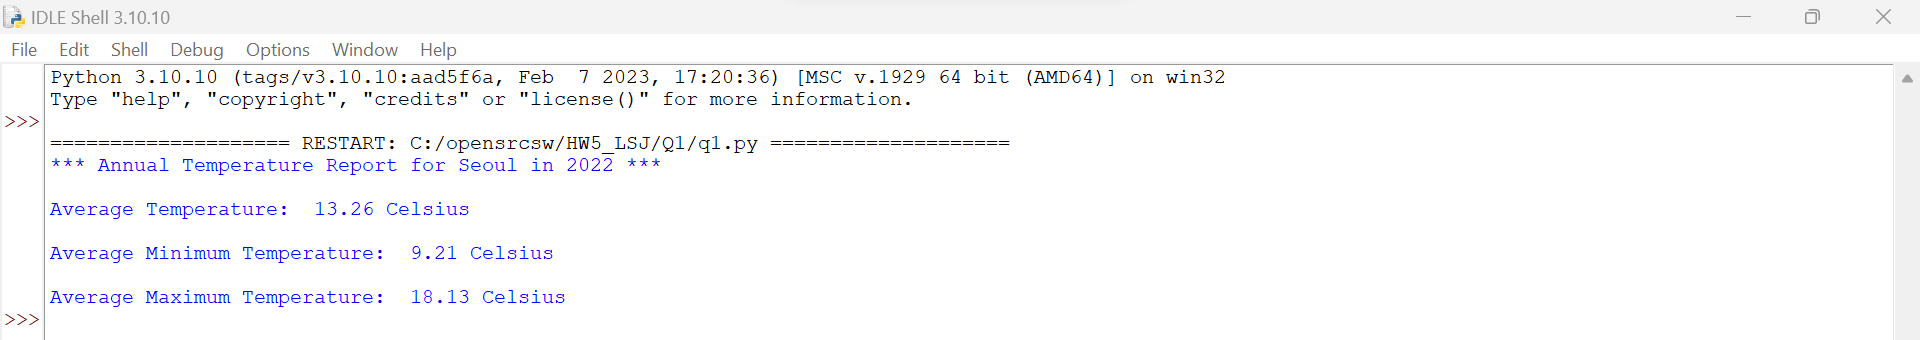 IDLE Shell 3.10.10
File Edit Shell Debug Options Window Help
Python 3.10.10 (tags/v3.10.10:aad5f6a, Feb  7 2023, 17:20:36) [MSC v.1929 64 bit (AMD64)] on win32
Type "help", "copyright", "credits" or "license()" for more information.
>>>
==================== RESTART: C:/opensrcsw/HW5_LSJ/Q1/q1.py ====================
*** Annual Temperature Report for Seoul in 2022 ***
Average Temperature:  13.26 Celsius
Average Minimum Temperature:  9.21 Celsius
Average Maximum Temperature:  18.13 Celsius
>>>